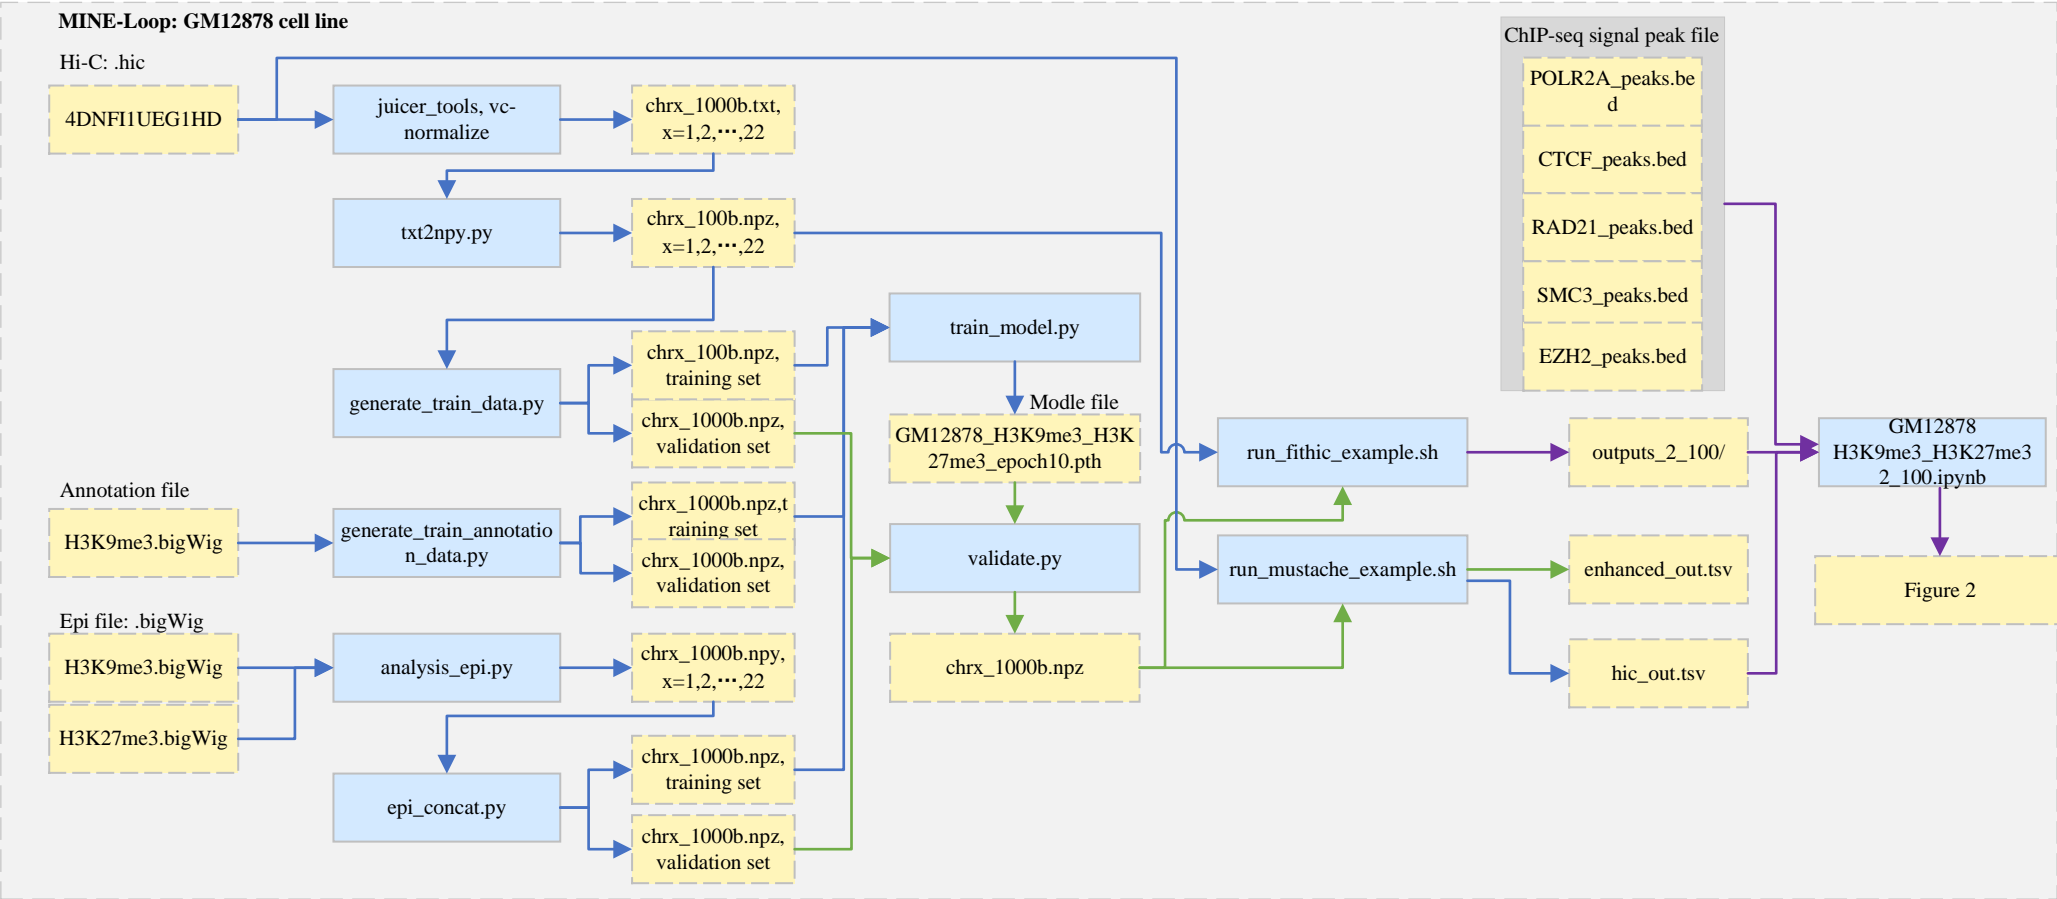 MINE-Loop: GM12878 cell line
Hi-C: .hic
4DNFI1UEG1HD
juicer_tools, vc-
normalize
chrx_1000b.txt,
x=1,2,⋯,22
txt2npy.py
chrx_100b.npz,
x=1,2,⋯,22
generate_train_data.py
chrx_100b.npz,
training set
chrx_1000b.npz,
validation set
Annotation file
H3K9me3.bigWig
generate_train_annotatio
n_data.py
chrx_1000b.npz,t
raining set
chrx_1000b.npz,
validation set
Epi file: .bigWig
H3K9me3.bigWig
H3K27me3.bigWig
analysis_epi.py
chrx_1000b.npy,
x=1,2,⋯,22
epi_concat.py
chrx_1000b.npz,
training set
chrx_1000b.npz,
validation set
train_model.py
Modle file
GM12878_H3K9me3_H3K
27me3_epoch10.pth
validate.py
chrx_1000b.npz
run_fithic_example.sh
run_mustache_example.sh
ChIP-seq signal peak file
POLR2A_peaks.be
d
CTCF_peaks.bed
RAD21_peaks.bed
SMC3_peaks.bed
EZH2_peaks.bed
outputs_2_100/
enhanced_out.tsv
hic_out.tsv
GM12878
H3K9me3_H3K27me3
2_100.ipynb
Figure 2